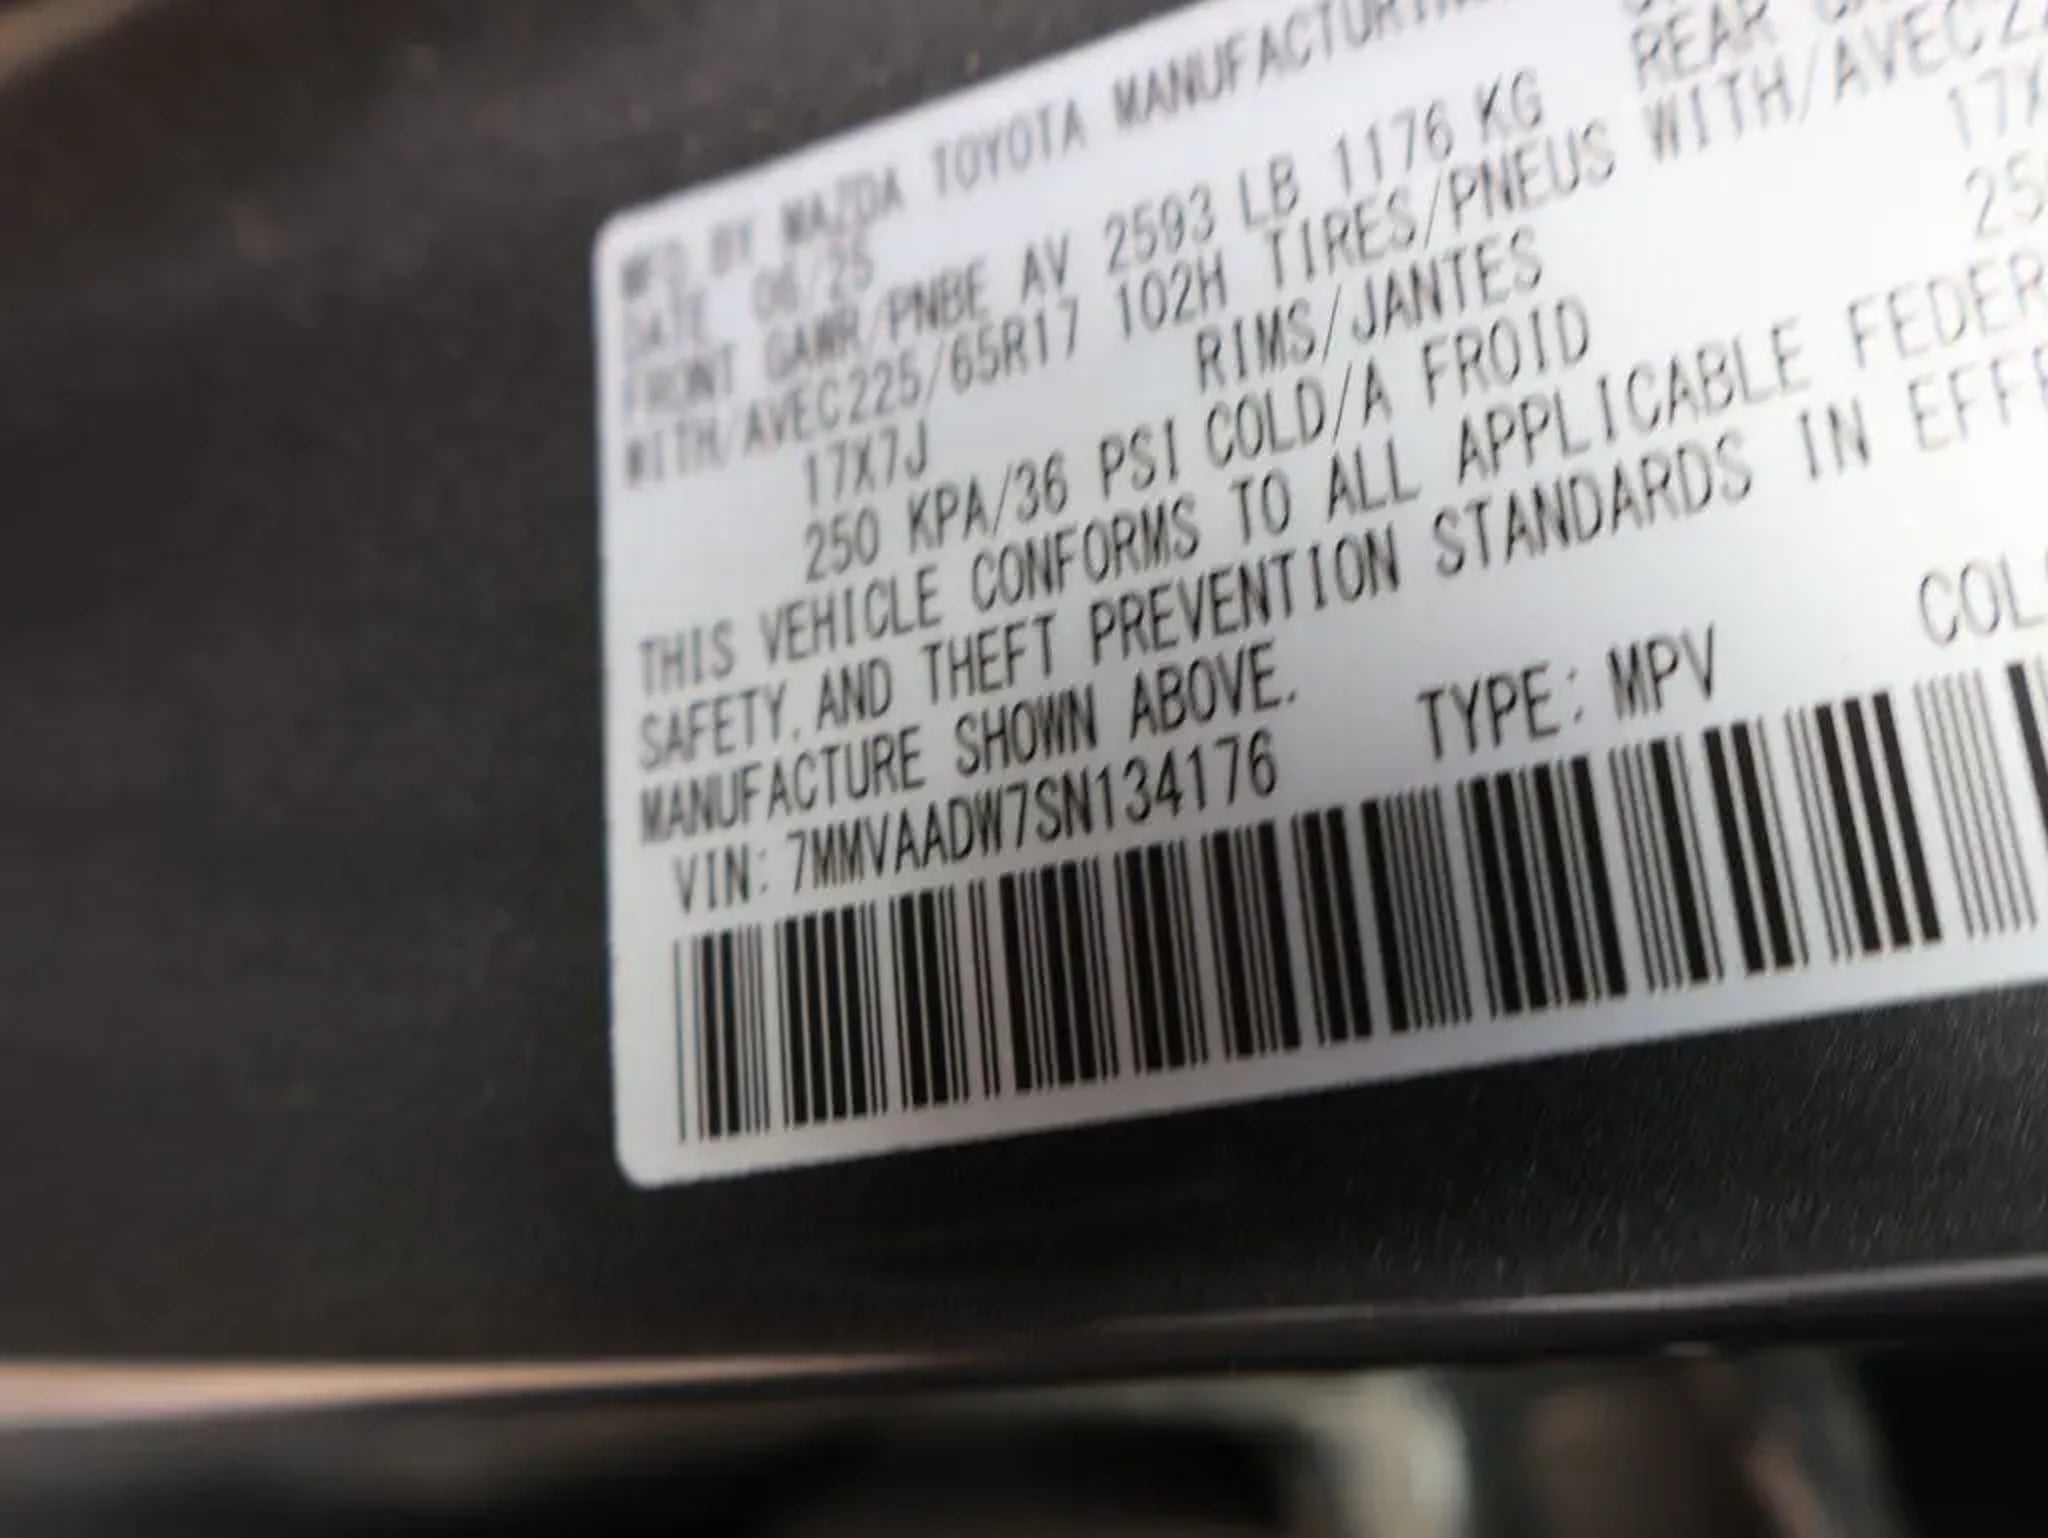 MFD BY MAZDA TOYOTA MANUFACTURING
DATE 06/25
FRONT GAWR/PNBE AV 2593 LB 1176 KG REAR
WITH/AVEC225/65R17 102H TIRES/PNEUS WITH/AVEC
17X7J RIMS/JANTES
250 KPA/36 PSI COLD/A FROID
THIS VEHICLE CONFORMS TO ALL APPLICABLE FEDER
SAFETY, AND THEFT PREVENTION STANDARDS IN EFFE
MANUFACTURE SHOWN ABOVE.
VIN: 7MMVAADW7SN134176 TYPE: MPV COL